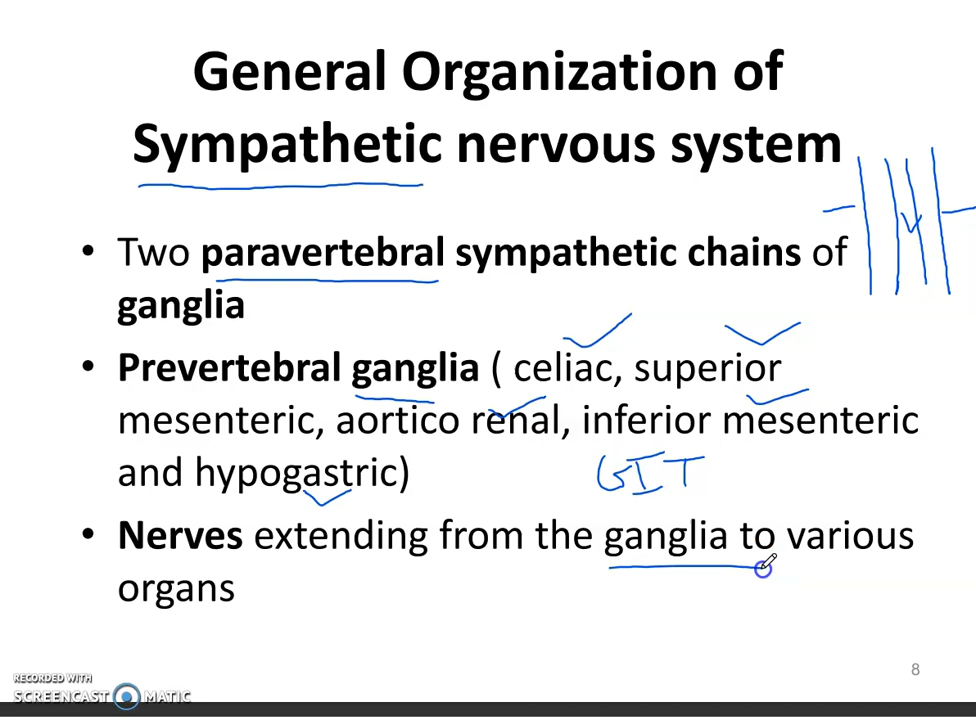 General Organization of
Sympathetic nervous system
• Two paravertebral sympathetic chains of
ganglia
• Prevertebral ganglia ( celiac, superior
mesenteric, aortico renal, inferior mesenteric
and hypogastric)
GIT
• Nerves extending from the ganglia to various
organs
8
RECORDED WITH
SCREENCAST MATIC